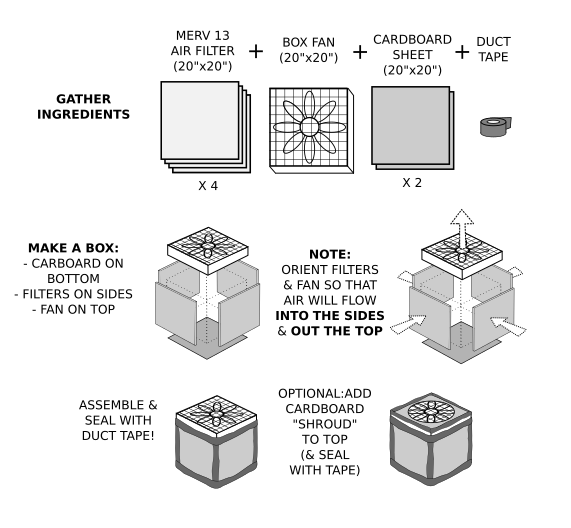 MERV 13
AIR FILTER
(20"x20")
+
BOX FAN
(20"x20")
+
CARDBOARD
SHEET
(20"x20")
+
DUCT
TAPE
GATHER
INGREDIENTS
X 4
X 2
MAKE A BOX:
- CARBOARD ON
BOTTOM
- FILTERS ON SIDES
- FAN ON TOP
NOTE:
ORIENT FILTERS
& FAN SO THAT
AIR WILL FLOW
INTO THE SIDES
& OUT THE TOP
ASSEMBLE &
SEAL WITH
DUCT TAPE!
OPTIONAL:ADD
CARDBOARD
"SHROUD"
TO TOP
(& SEAL
WITH TAPE)